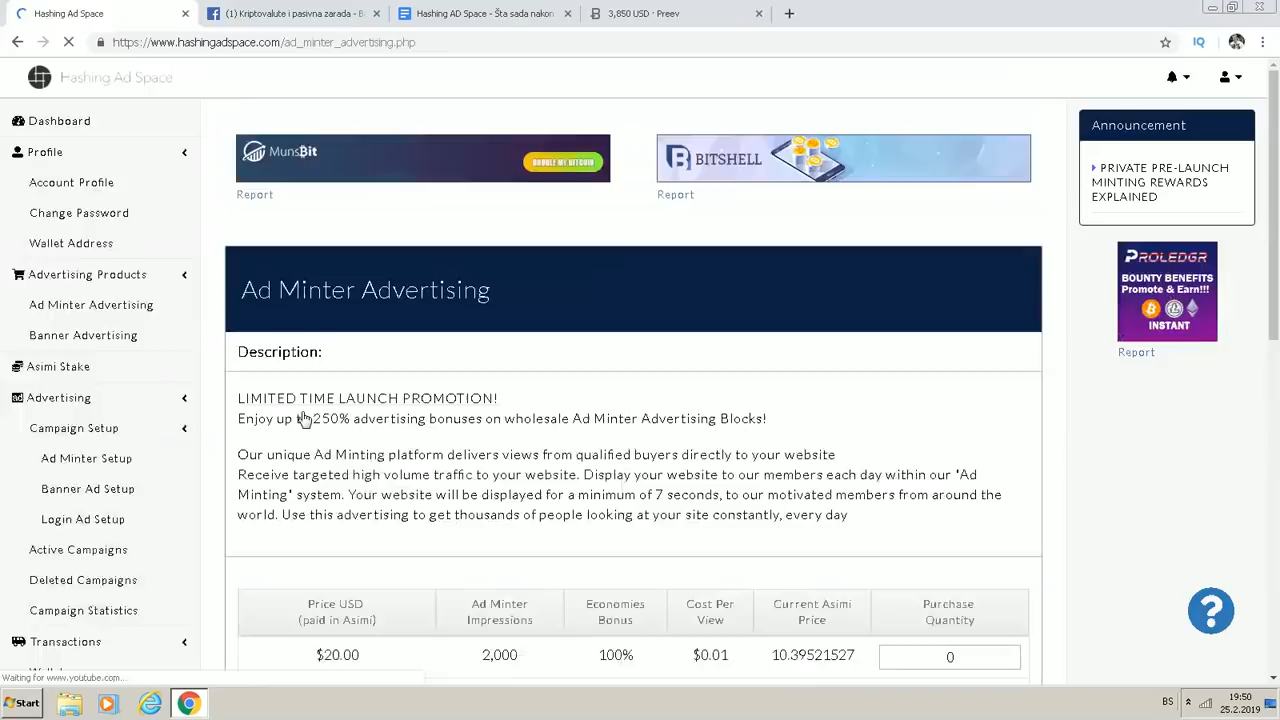 Hashing Ad Space
(1) Kriptovalute i pasivna zarada - B
Hashing AD Space - Šta sada nakon
3,850 USD · Preev
https://www.hashingadspace.com/ad_minter_advertising.php
IQ
Hashing Ad Space
Dashboard
Profile
Account Profile
Change Password
Wallet Address
Advertising Products
Ad Minter Advertising
Banner Advertising
Asimi Stake
Advertising
Campaign Setup
Ad Minter Setup
Banner Ad Setup
Login Ad Setup
Active Campaigns
Deleted Campaigns
Campaign Statistics
Transactions
MunsBit
DOUBLE MY BITCOIN
Report
BITSHELL
Report
Announcement
PRIVATE PRE-LAUNCH
MINTING REWARDS
EXPLAINED
PROLEDGR
BOUNTY BENEFITS
Promote & Earn!!!
INSTANT
Report
Ad Minter Advertising
Description:
LIMITED TIME LAUNCH PROMOTION!
Enjoy up to 250% advertising bonuses on wholesale Ad Minter Advertising Blocks!
Our unique Ad Minting platform delivers views from qualified buyers directly to your website
Receive targeted high volume traffic to your website. Display your website to our members each day within our "Ad
Minting" system. Your website will be displayed for a minimum of 7 seconds, to our motivated members from around the
world. Use this advertising to get thousands of people looking at your site constantly, every day
Price USD
(paid in Asimi)
Ad Minter
Impressions
Economies
Bonus
Cost Per
View
Current Asimi
Price
Purchase
Quantity
$20.00 2,000 100% $0.01 10.39521527 0
Waiting for www.youtube.com...
Start
BS
19:50
25.2.2019